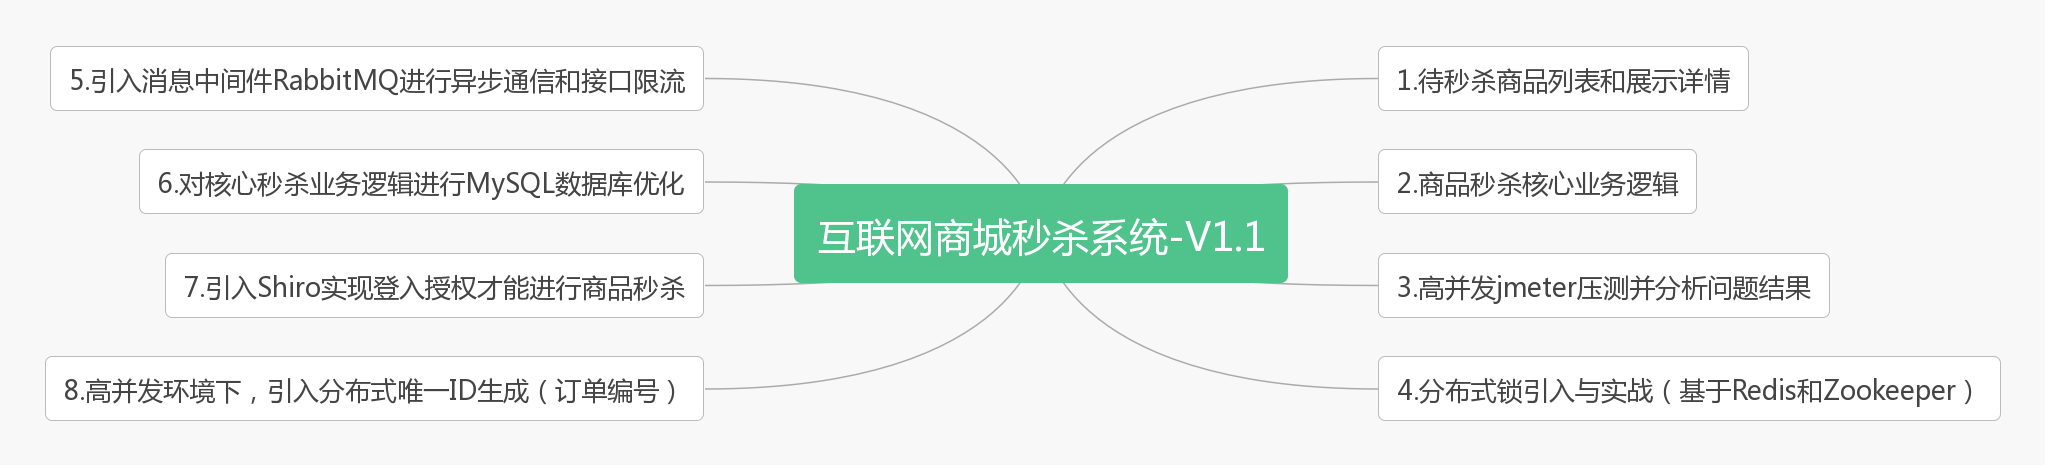 互联网商城秒杀系统-V1.1
1.待秒杀商品列表和展示详情
2.商品秒杀核心业务逻辑
3.高并发jmeter压测并分析问题结果
4.分布式锁引入与实战（基于Redis和Zookeeper）
5.引入消息中间件RabbitMQ进行异步通信和接口限流
6.对核心秒杀业务逻辑进行MySQL数据库优化
7.引入Shiro实现登入授权才能进行商品秒杀
8.高并发环境下，引入分布式唯一ID生成（订单编号）